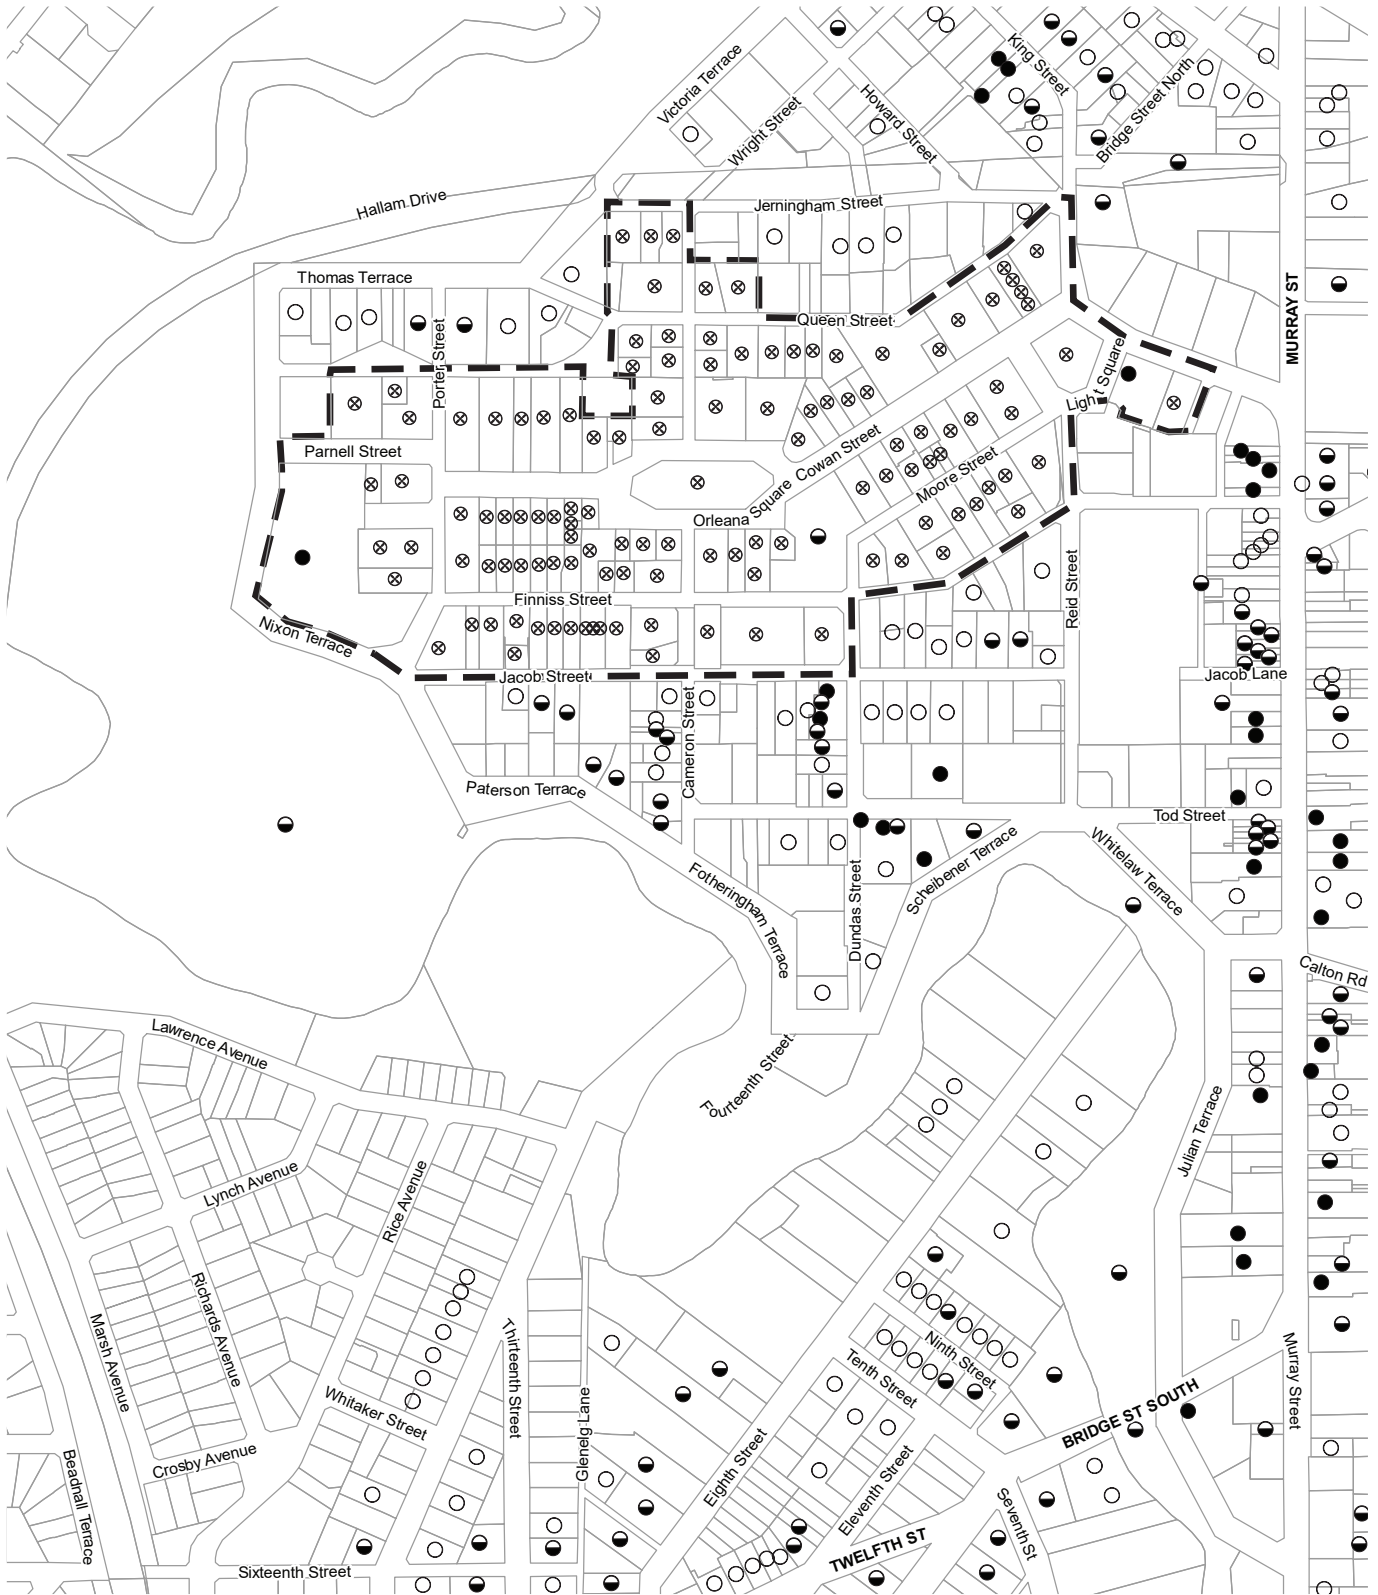 King Street
Victoria Terrace
Howard Street
Bridge Street North
Wright Street
Hallam Drive
Jerningham Street
Thomas Terrace
MURRAY ST
Queen Street
Porter Street
Light Square
Parnell Street
Cowan Street
Moore Street
Orleana Square
Reid Street
Finniss Street
Nixon Terrace
Jacob Street
Jacob Lane
Cameron Street
Paterson Terrace
Tod Street
Whitelaw Terrace
Scheibener Terrace
Dundas Street
Fotheringham Terrace
Calton Rd
Lawrence Avenue
Fourteenth Street
Julian Terrace
Lynch Avenue
Rice Avenue
Richards Avenue
Marsh Avenue
Thirteenth Street
Ninth Street
Tenth Street
Murray Street
Whitaker Street
Glenelg Lane
BRIDGE ST SOUTH
Crosby Avenue
Beadnall Terrace
Eighth Street
Eleventh Street
Seventh St
TWELFTH ST
Sixteenth Street